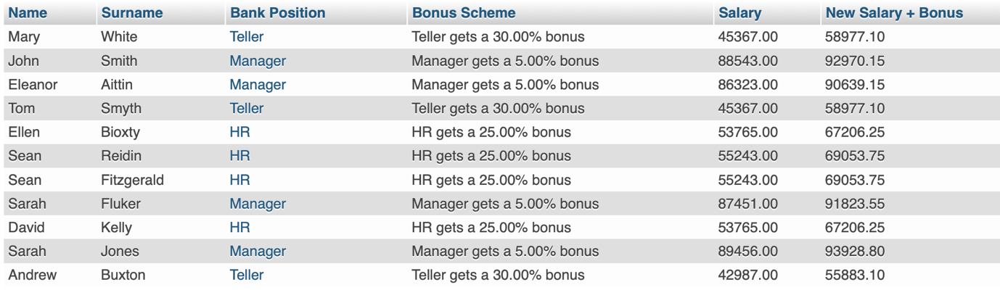 Name Surname Bank Position Bonus Scheme Salary New Salary + Bonus
Mary White Teller Teller gets a 30.00% bonus 45367.00 58977.10
John Smith Manager Manager gets a 5.00% bonus 88543.00 92970.15
Eleanor Aittin Manager Manager gets a 5.00% bonus 86323.00 90639.15
Tom Smyth Teller Teller gets a 30.00% bonus 45367.00 58977.10
Ellen Bioxty HR HR gets a 25.00% bonus 53765.00 67206.25
Sean Reidin HR HR gets a 25.00% bonus 55243.00 69053.75
Sean Fitzgerald HR HR gets a 25.00% bonus 55243.00 69053.75
Sarah Fluker Manager Manager gets a 5.00% bonus 87451.00 91823.55
David Kelly HR HR gets a 25.00% bonus 53765.00 67206.25
Sarah Jones Manager Manager gets a 5.00% bonus 89456.00 93928.80
Andrew Buxton Teller Teller gets a 30.00% bonus 42987.00 55883.10